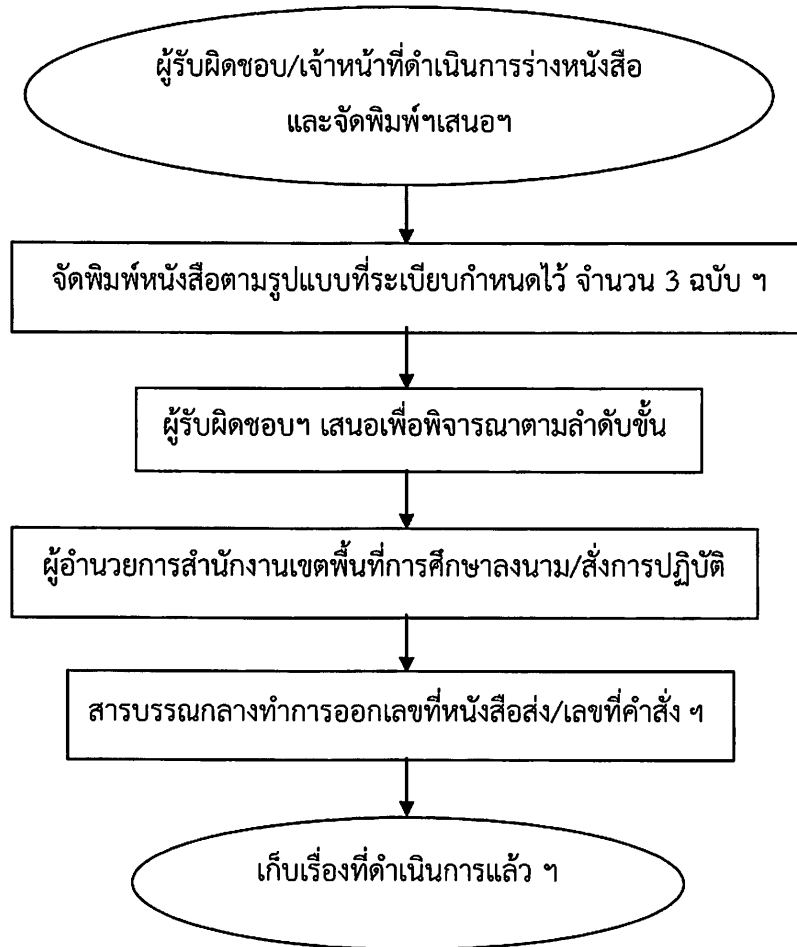 ผู้รับผิดชอบ/เจ้าหน้าที่ดำเนินการร่างหนังสือ
และจัดพิมพ์ฯเสนอฯ
จัดพิมพ์หนังสือตามรูปแบบที่ระเบียบกำหนดไว้ จำนวน 3 ฉบับ ฯ
ผู้รับผิดชอบฯ เสนอเพื่อพิจารณาตามลำดับขั้น
ผู้อำนวยการสำนักงานเขตพื้นที่การศึกษาลงนาม/สั่งการปฏิบัติ
สารบรรณกลางทำการออกเลขที่หนังสือส่ง/เลขที่คำสั่ง ฯ
เก็บเรื่องที่ดำเนินการแล้ว ฯ